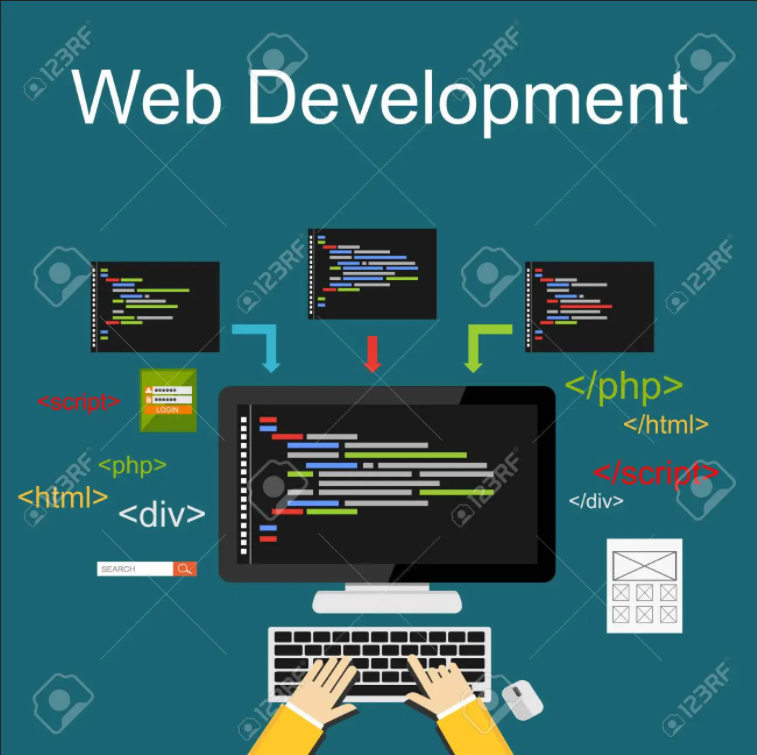 Web Development
<script>
LOGIN
</php>
</html>
<php>
</script>
<html>
<div>
</div>
SEARCH
123RF